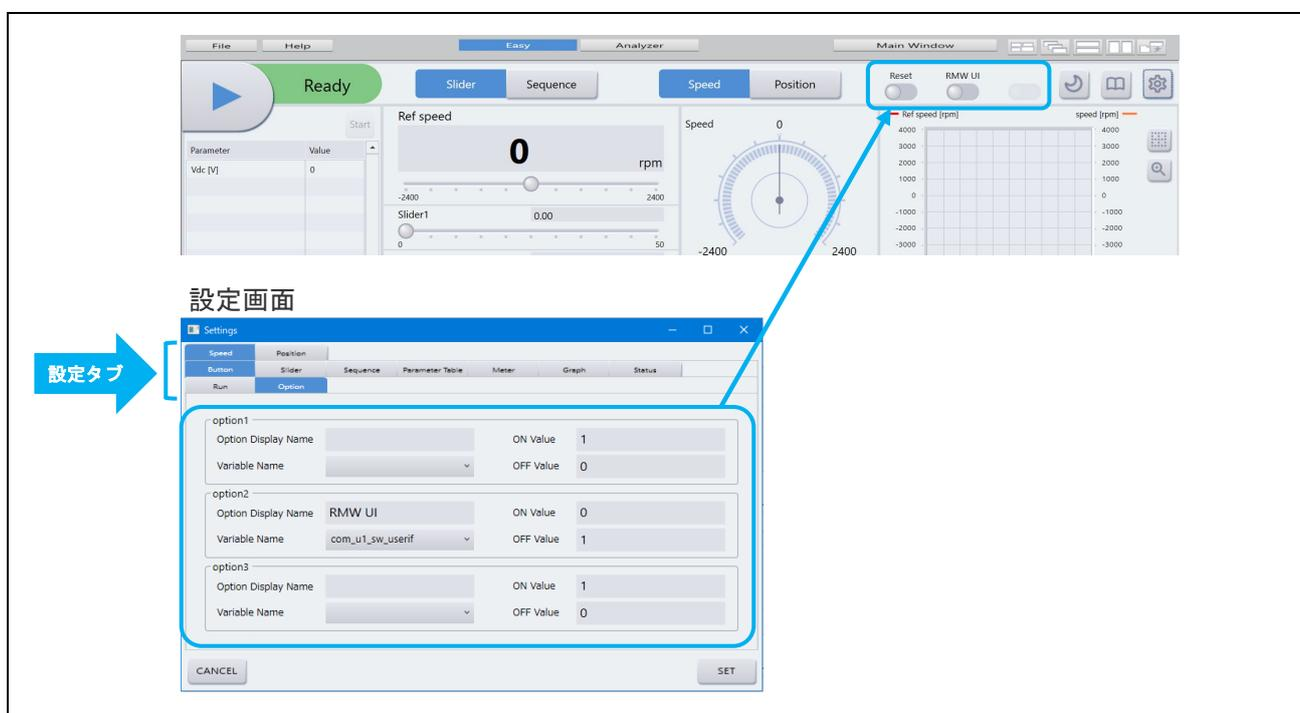 File Help Easy Analyzer Main Window
Ready Slider Sequence Speed Position Reset RMW UI
Start
Parameter Value
Vdc [V] 0
Ref speed
0 rpm
-2400 2400
Slider1 0.00
0 50
Speed 0
-2400 2400
Ref speed [rpm] speed [rpm]
4000 4000
3000 3000
2000 2000
1000 1000
0 0
-1000 -1000
-2000 -2000
-3000 -3000
設定画面
設定タブ
Settings
Speed Position
Button Slider Sequence Parameter Table Meter Graph Status
Run Option
option1
Option Display Name ON Value 1
Variable Name OFF Value 0
option2
Option Display Name RMW UI ON Value 0
Variable Name com_u1_sw_userif OFF Value 1
option3
Option Display Name ON Value 1
Variable Name OFF Value 0
CANCEL SET